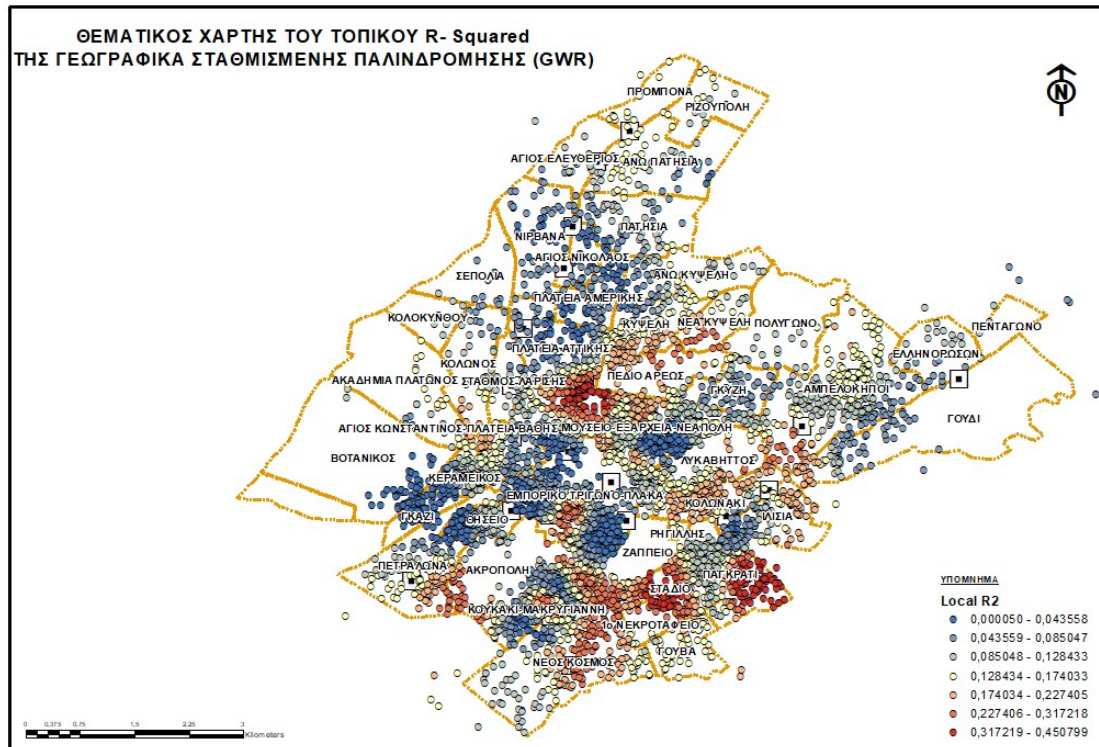 ΘΕΜΑΤΙΚΟΣ ΧΑΡΤΗΣ ΤΟΥ ΤΟΠΙΚΟΥ R- Squared
ΤΗΣ ΓΕΩΓΡΑΦΙΚΑ ΣΤΑΘΜΙΣΜΕΝΗΣ ΠΑΛΙΝΔΡΟΜΗΣΗΣ (GWR)
N
ΠΡΟΜΠΟΝΑ
ΡΙΖΟΥΠΟΛΗ
ΑΓΙΟΣ ΕΛΕΥΘΕΡΙΟΣ
ΑΝΩ ΠΑΤΗΣΙΑ
ΝΙΡΒΑΝΑ
ΠΑΤΗΣΙΑ
ΑΓΙΟΣ ΝΙΚΟΛΑΟΣ
ΣΕΠΟΛΙΑ
ΑΝΩ ΚΥΨΕΛΗ
ΠΛΑΤΕΙΑ ΑΜΕΡΙΚΗΣ
ΚΟΛΟΚΥΝΘΟΥ
ΚΥΨΕΛΗ
ΝΕΑ ΚΥΨΕΛΗ
ΠΟΛΥΓΩΝΟ
ΠΕΝΤΑΓΩΝΟ
ΠΛΑΤΕΙΑ ΑΤΤΙΚΗΣ
ΕΛΛΗΝΟΡΩΣΩΝ
ΚΟΛΩΝΟΣ
ΑΚΑΔΗΜΙΑ ΠΛΑΤΩΝΟΣ
ΣΤΑΘΜΟΣ ΛΑΡΙΣΗΣ
ΠΕΔΙΟ ΑΡΕΩΣ
ΓΚΥΖΗ
ΑΜΠΕΛΟΚΗΠΟΙ
ΓΟΥΔΙ
ΑΓΙΟΣ ΚΩΝΣΤΑΝΤΙΝΟΣ-ΠΛΑΤΕΙΑ ΒΑΘΗΣ
ΜΟΥΣΕΙΟ-ΕΞΑΡΧΕΙΑ-ΝΕΑΠΟΛΗ
ΒΟΤΑΝΙΚΟΣ
ΛΥΚΑΒΗΤΤΟΣ
ΚΕΡΑΜΕΙΚΟΣ
ΕΜΠΟΡΙΚΟ ΤΡΙΓΩΝΟ-ΠΛΑΚΑ
ΚΟΛΩΝΑΚΙ
ΓΚΑΖΙ
ΘΗΣΕΙΟ
ΙΛΙΣΙΑ
ΡΗΓΙΛΛΗΣ
ΖΑΠΠΕΙΟ
ΠΕΤΡΑΛΩΝΑ
ΑΚΡΟΠΟΛΗ
ΠΑΓΚΡΑΤΙ
ΣΤΑΔΙΟ
ΚΟΥΚΑΚΙ-ΜΑΚΡΥΓΙΑΝΝΗ
1ο ΝΕΚΡΟΤΑΦΕΙΟ
ΓΟΥΒΑ
ΝΕΟΣ ΚΟΣΜΟΣ
ΥΠΟΜΝΗΜΑ
Local R2
0,000050 - 0,043558
0,043559 - 0,085047
0,085048 - 0,128433
0,128434 - 0,174033
0,174034 - 0,227405
0,227406 - 0,317218
0,317219 - 0,450799
0 0,375 0,75 1,5 2,25 3
Kilometers